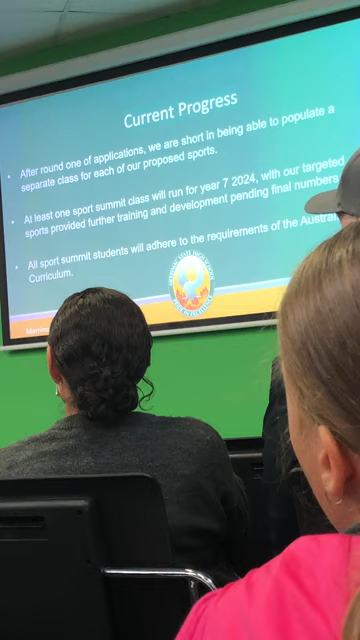 Current Progress
• After round one of applications, we are short in being able to populate a
separate class for each of our proposed sports.
• At least one sport summit class will run for year 7 2024, with our targeted
sports provided further training and development pending final numbers
• All sport summit students will adhere to the requirements of the
Curriculum.
STATE HIGH SCHOOL